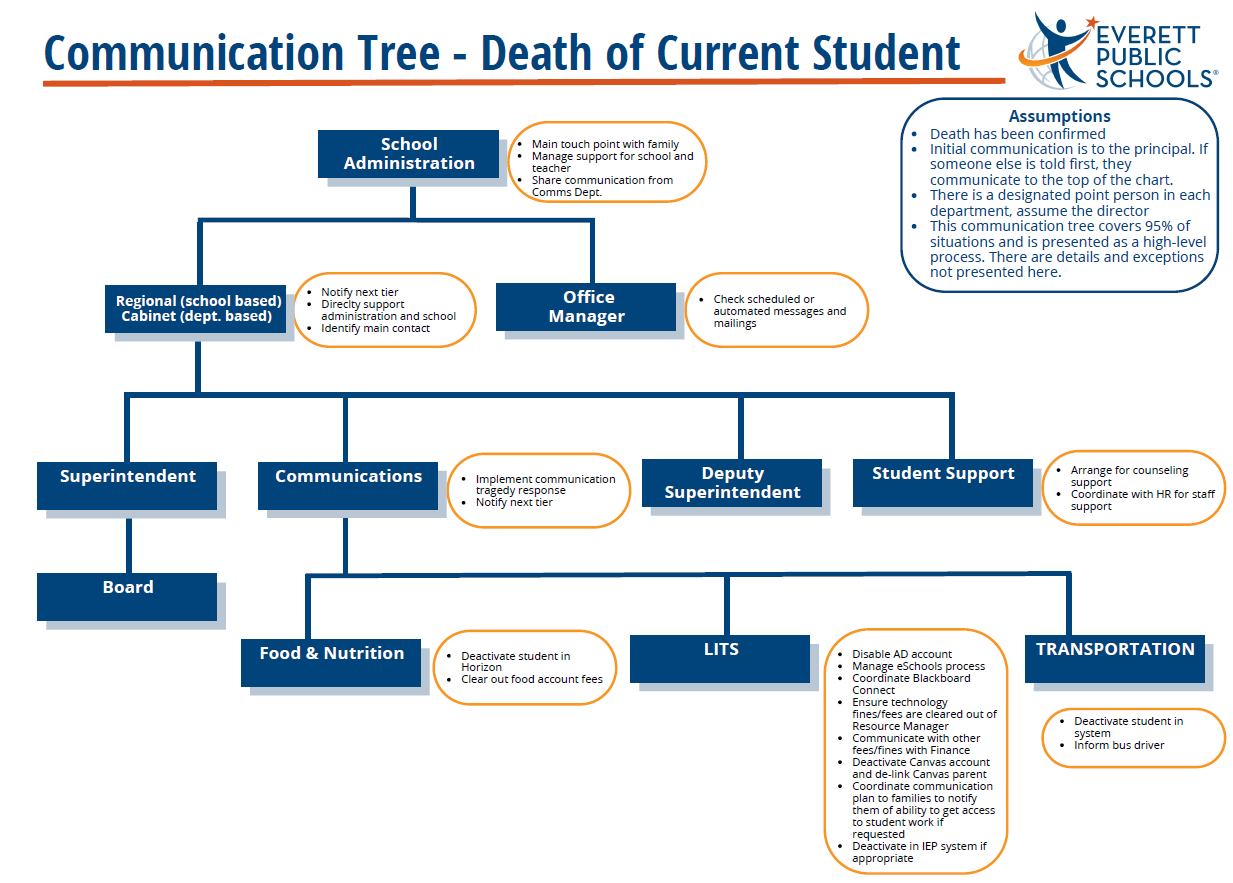 Communication Tree - Death of Current Student
EVERETT
PUBLIC
SCHOOLS®
Assumptions
• Death has been confirmed
• Initial communication is to the principal. If
someone else is told first, they
communicate to the top of the chart.
• There is a designated point person in each
department, assume the director
• This communication tree covers 95% of
situations and is presented as a high-level
process. There are details and exceptions
not presented here.
School
Administration
• Main touch point with family
• Manage support for school and
teacher
• Share communication from
Comms Dept.
Regional (school based)
Cabinet (dept. based)
• Notify next tier
• Direclty support
administration and school
• Identify main contact
Office
Manager
• Check scheduled or
automated messages and
mailings
Superintendent
Communications
• Implement communication
tragedy response
• Notify next tier
Deputy
Superintendent
Student Support
• Arrange for counseling
support
• Coordinate with HR for staff
support
Board
Food & Nutrition
• Deactivate student in
Horizon
• Clear out food account fees
LITS
• Disable AD account
• Manage eSchools process
• Coordinate Blackboard
Connect
• Ensure technology
fines/fees are cleared out of
Resource Manager
• Communicate with other
fees/fines with Finance
• Deactivate Canvas account
and de-link Canvas parent
• Coordinate communication
plan to families to notify
them of ability to get access
to student work if
requested
• Deactivate in IEP system if
appropriate
TRANSPORTATION
• Deactivate student in
system
• Inform bus driver